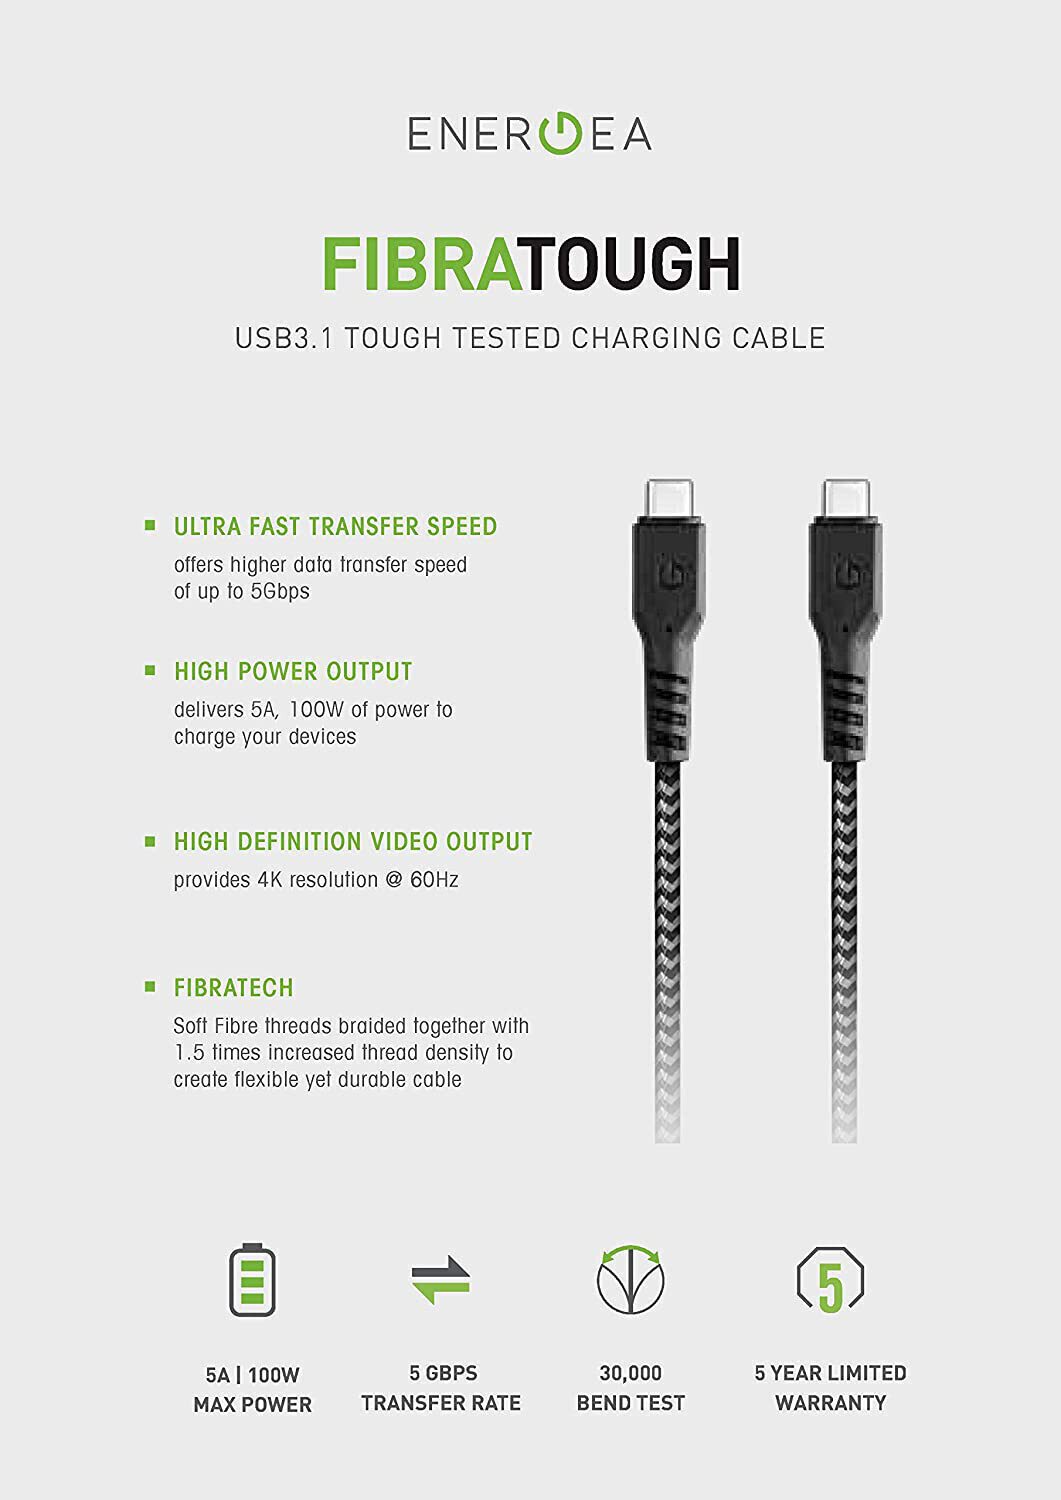 ENERGEA
FIBRATOUGH
USB3.1 TOUGH TESTED CHARGING CABLE
ULTRA FAST TRANSFER SPEED
offers higher data transfer speed
of up to 5Gbps
HIGH POWER OUTPUT
delivers 5A, 100W of power to
charge your devices
HIGH DEFINITION VIDEO OUTPUT
provides 4K resolution @ 60Hz
FIBRATECH
Soft Fibre threads braided together with
1.5 times increased thread density to
create flexible yet durable cable
5
5A | 100W
MAX POWER
5 GBPS
TRANSFER RATE
30,000
BEND TEST
5 YEAR LIMITED
WARRANTY